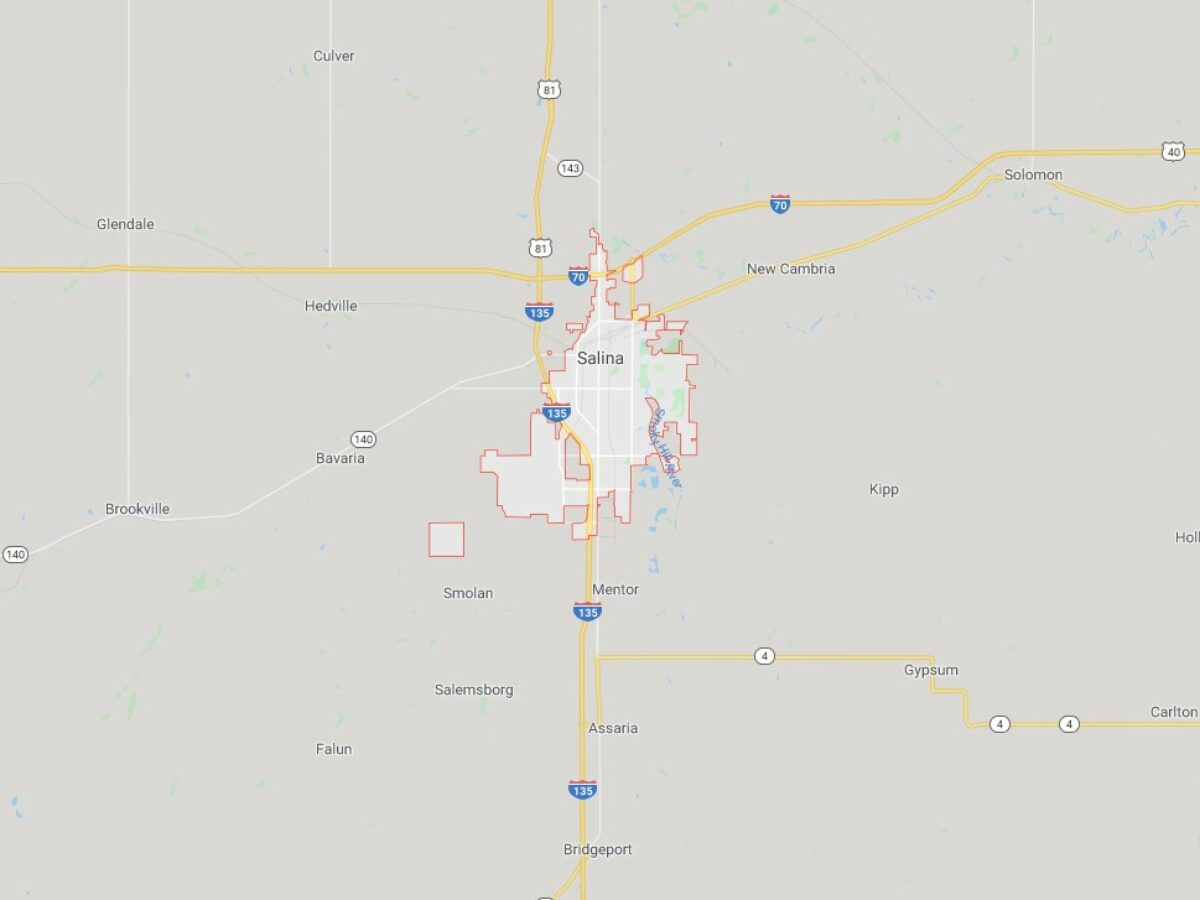 Culver
81
143
40
Solomon
70
Glendale
81
New Cambria
70
Hedville
135
Salina
135
Smoky Hill River
140
Bavaria
Kipp
Brookville
Holl
140
Smolan
Mentor
135
4
Gypsum
Salemsborg
Carlton
4
4
Assaria
Falun
135
Bridgeport